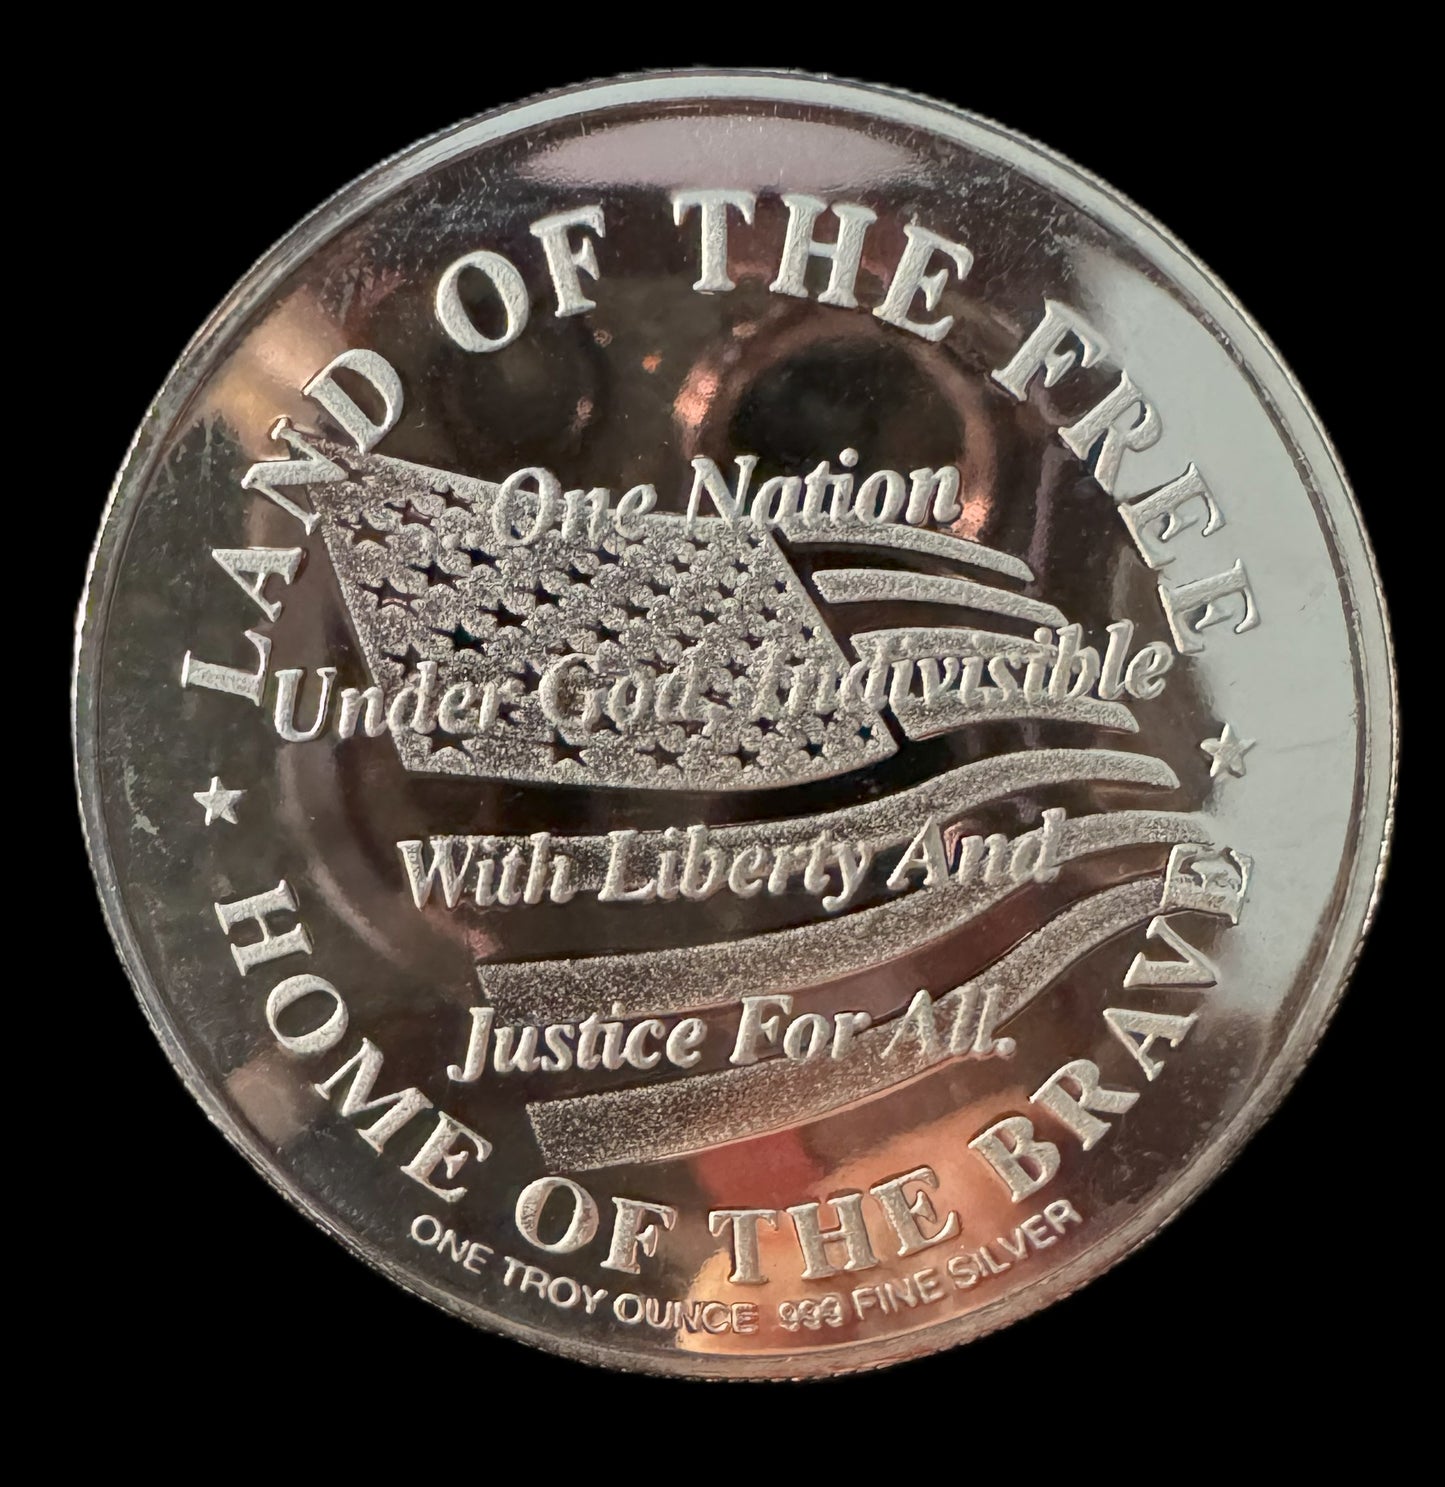 LAND OF THE FREE
One Nation
Under God, Indivisible
With Liberty And
Justice For All.
HOME OF THE BRAVE
ONE TROY OUNCE 999 FINE SILVER